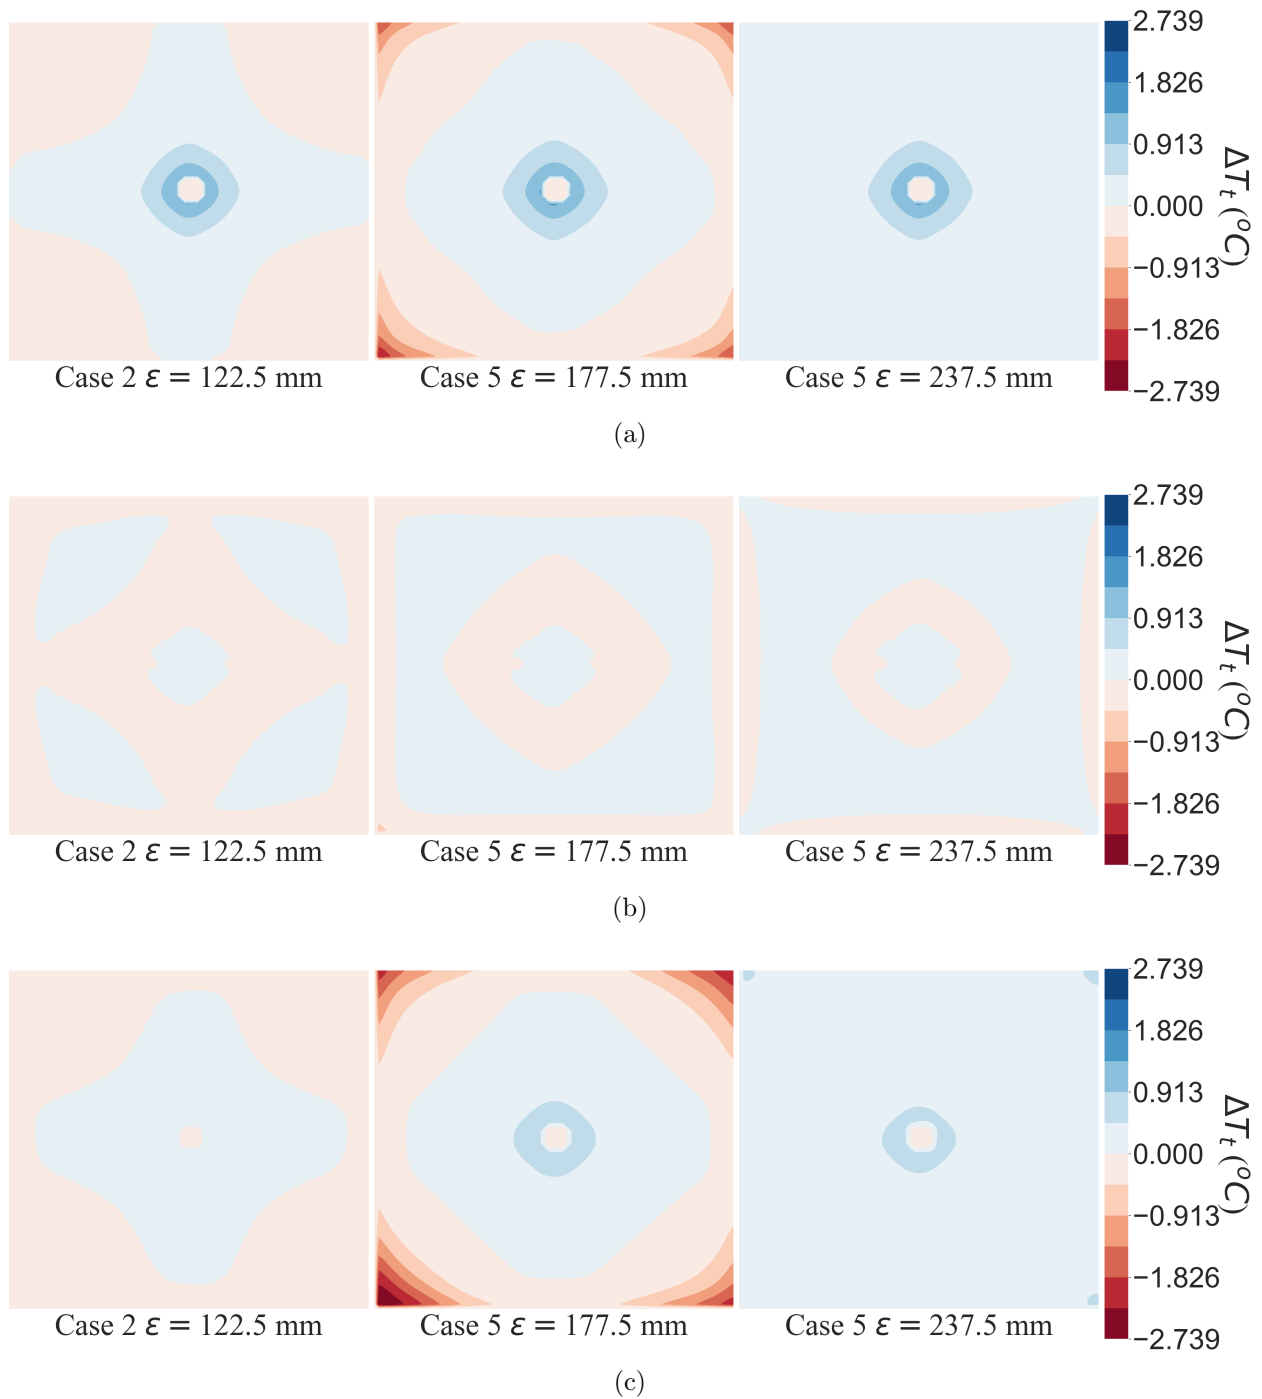 2.739
1.826
0.913
0.000
−0.913
−1.826
−2.739
ΔT t (°C)
Case 2 ε = 122.5 mm
Case 5 ε = 177.5 mm
Case 5 ε = 237.5 mm
(a)
2.739
1.826
0.913
0.000
−0.913
−1.826
−2.739
ΔT t (°C)
Case 2 ε = 122.5 mm
Case 5 ε = 177.5 mm
Case 5 ε = 237.5 mm
(b)
2.739
1.826
0.913
0.000
−0.913
−1.826
−2.739
ΔT t (°C)
Case 2 ε = 122.5 mm
Case 5 ε = 177.5 mm
Case 5 ε = 237.5 mm
(c)